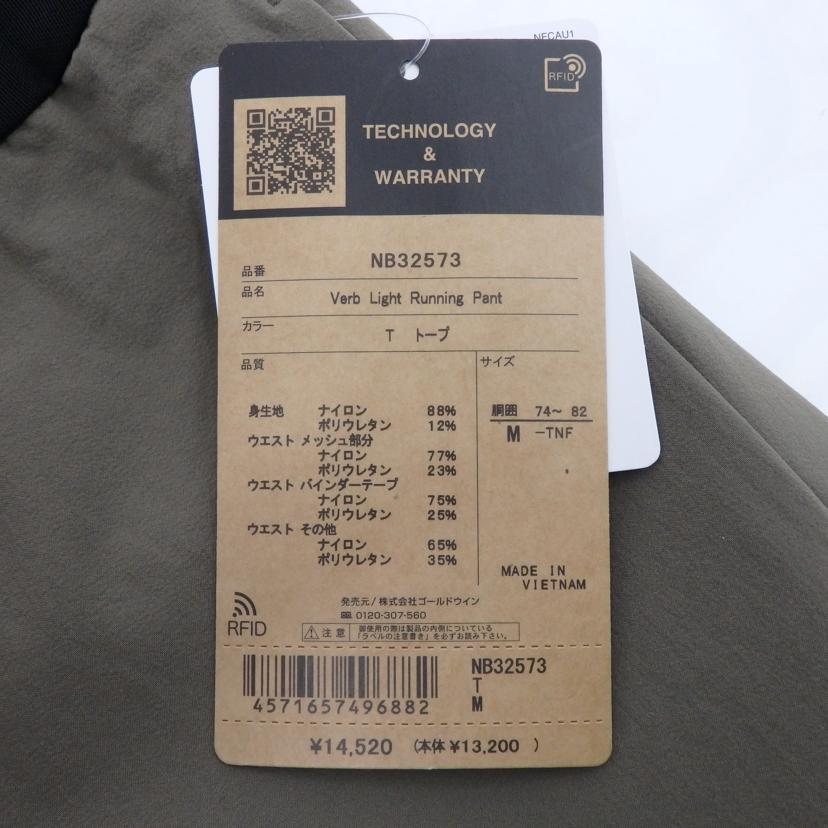 NECAU1
RFID
TECHNOLOGY
&
WARRANTY
品番 NB32573
品名 Verb Light Running Pant
カラー T トープ
品質
サイズ
身生地 ナイロン 88%
ポリウレタン 12%
ウエスト メッシュ部分
ナイロン 77%
ポリウレタン 23%
ウエスト バインダーテープ
ナイロン 75%
ポリウレタン 25%
ウエスト その他
ナイロン 65%
ポリウレタン 35%
胴囲 74~ 82
M -TNF
MADE IN
VIETNAM
RFID
発売元/株式会社ゴールドウイン
0120-307-560
注意 御使用の際は製品の内側についている
「ラベルの注意書き」を必ずお読み下さい。
4571657496882
NB32573
T
M
¥14,520 (本体 ¥13,200 )